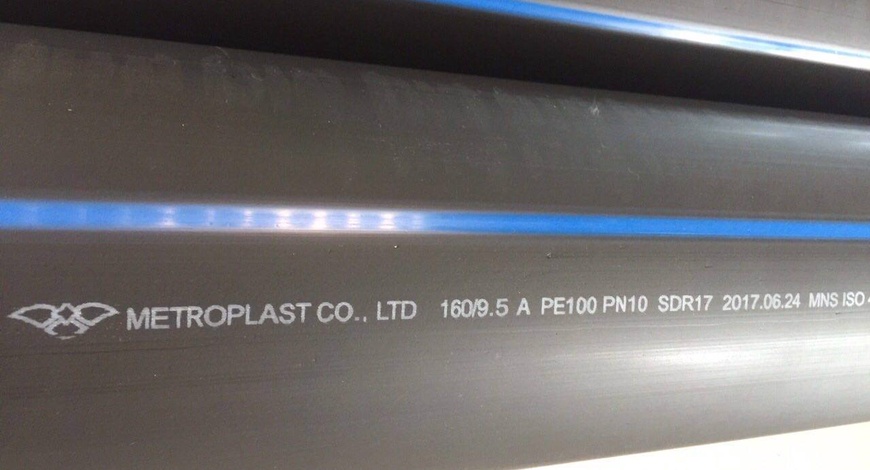 METROPLAST CO., LTD 160/9.5 A PE100 PN10 SDR17 2017.06.24 MNS ISO